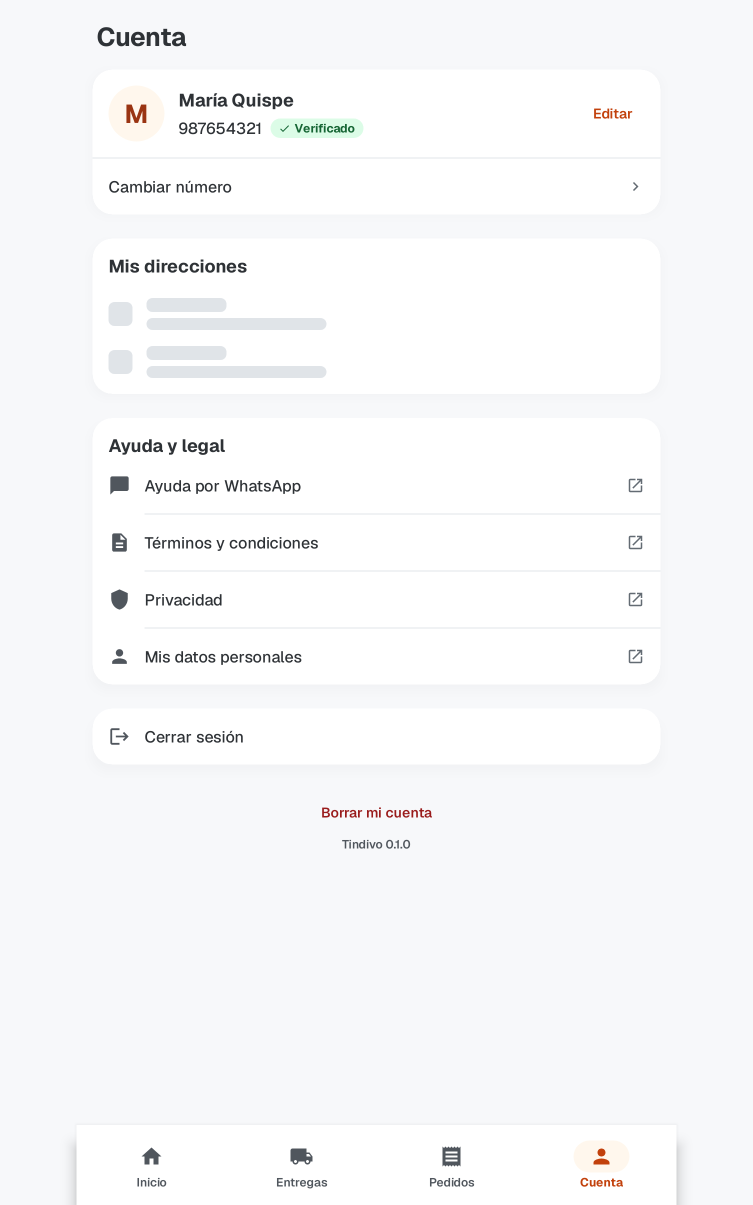 Cuenta
M
María Quispe
987654321
Verificado
Editar
Cambiar número
Mis direcciones
Ayuda y legal
Ayuda por WhatsApp
Términos y condiciones
Privacidad
Mis datos personales
Cerrar sesión
Borrar mi cuenta
Tindivo 0.1.0
Inicio
Entregas
Pedidos
Cuenta